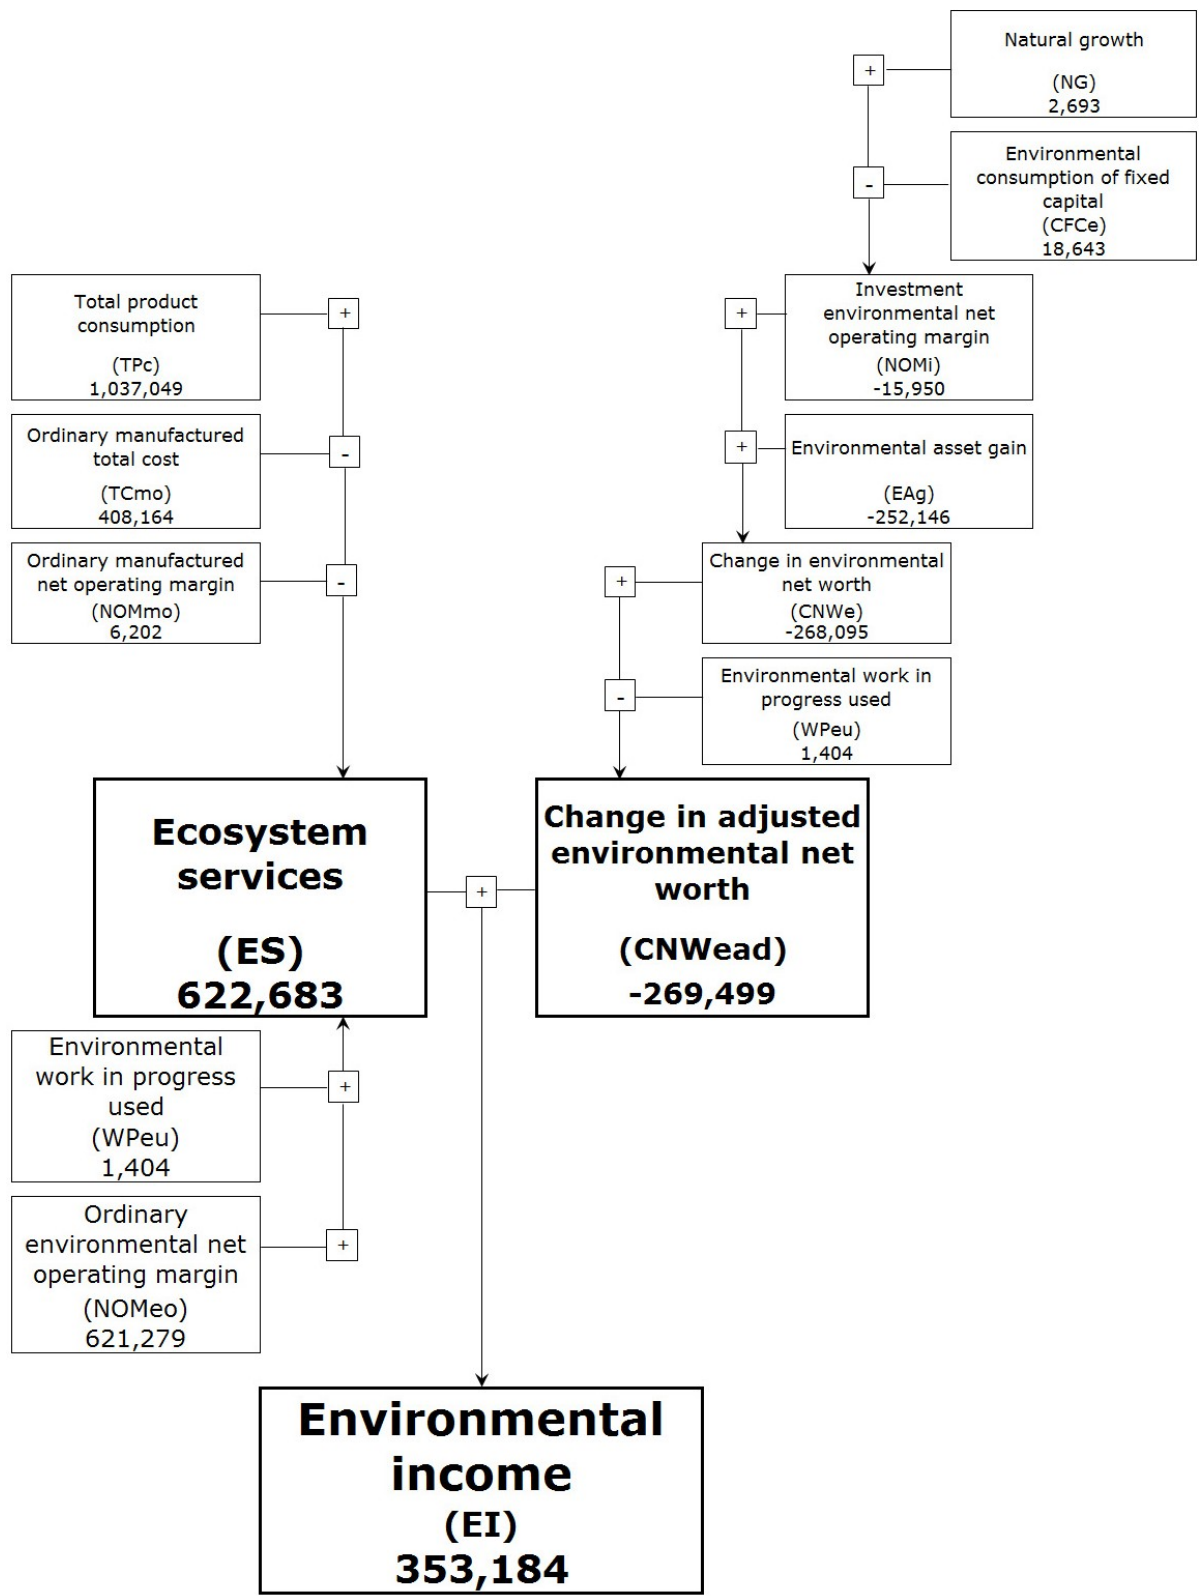 Natural growth
(NG)
2,693
+
Environmental
consumption of fixed
capital
(CFCe)
18,643
-
Total product
consumption
(TPc)
1,037,049
+
Investment
environmental net
operating margin
(NOMi)
-15,950
+
Ordinary manufactured
total cost
(TCmo)
408,164
-
Environmental asset gain
(EAg)
-252,146
+
Ordinary manufactured
net operating margin
(NOMmo)
6,202
-
Change in environmental
net worth
(CNWe)
-268,095
+
Environmental work in
progress used
(WPeu)
1,404
-
Ecosystem
services
(ES)
622,683
+
Change in adjusted
environmental net
worth
(CNWead)
-269,499
Environmental
work in progress
used
(WPeu)
1,404
+
Ordinary
environmental net
operating margin
(NOMeo)
621,279
+
Environmental
income
(EI)
353,184